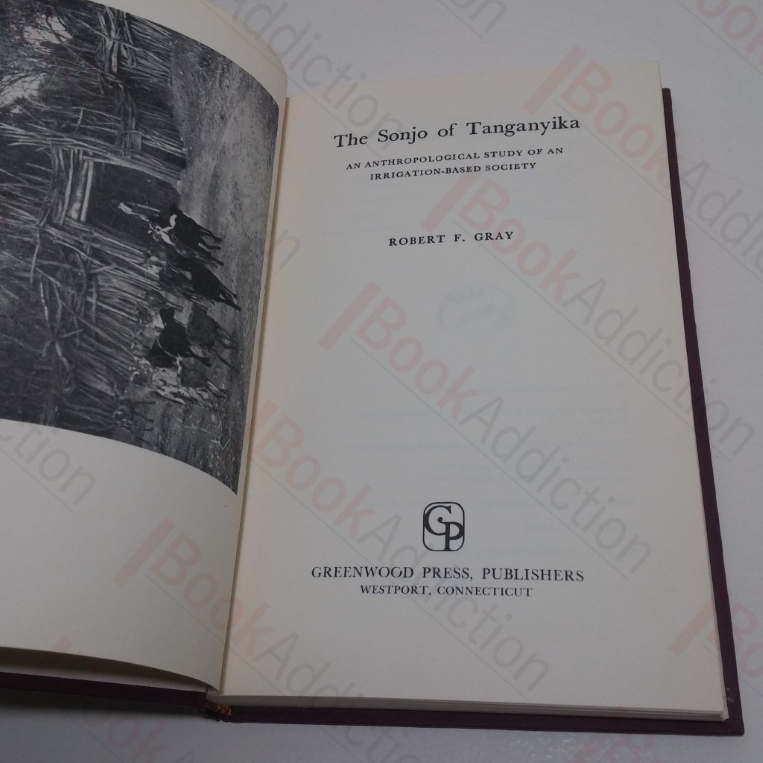 The Sonjo of Tanganyika
AN ANTHROPOLOGICAL STUDY OF AN
IRRIGATION-BASED SOCIETY
ROBERT F. GRAY
GP
GREENWOOD PRESS, PUBLISHERS
WESTPORT, CONNECTICUT
BookAddiction